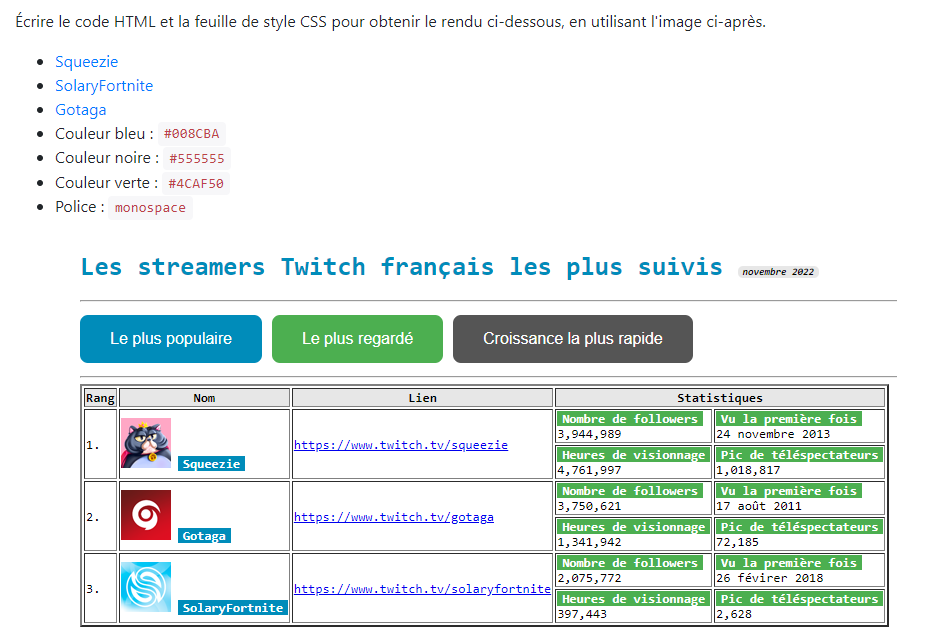 Écrire le code HTML et la feuille de style CSS pour obtenir le rendu ci-dessous, en utilisant l'image ci-après.
Squeezie
SolaryFortnite
Gotaga
Couleur bleu : #008CBA
Couleur noire : #555555
Couleur verte : #4CAF50
Police : monospace
Les streamers Twitch français les plus suivis novembre 2022
Le plus populaire Le plus regardé Croissance la plus rapide
Rang Nom Lien Statistiques
1. Squeezie https://www.twitch.tv/squeezie
Nombre de followers Vu la première fois
3,944,989 24 novembre 2013
Heures de visionnage Pic de téléspectateurs
4,761,997 1,018,817
2. Gotaga https://www.twitch.tv/gotaga
Nombre de followers Vu la première fois
3,750,621 17 août 2011
Heures de visionnage Pic de téléspectateurs
1,341,942 72,185
3. SolaryFortnite https://www.twitch.tv/solaryfortnite
Nombre de followers Vu la première fois
2,075,772 26 févirer 2018
Heures de visionnage Pic de téléspectateurs
397,443 2,628